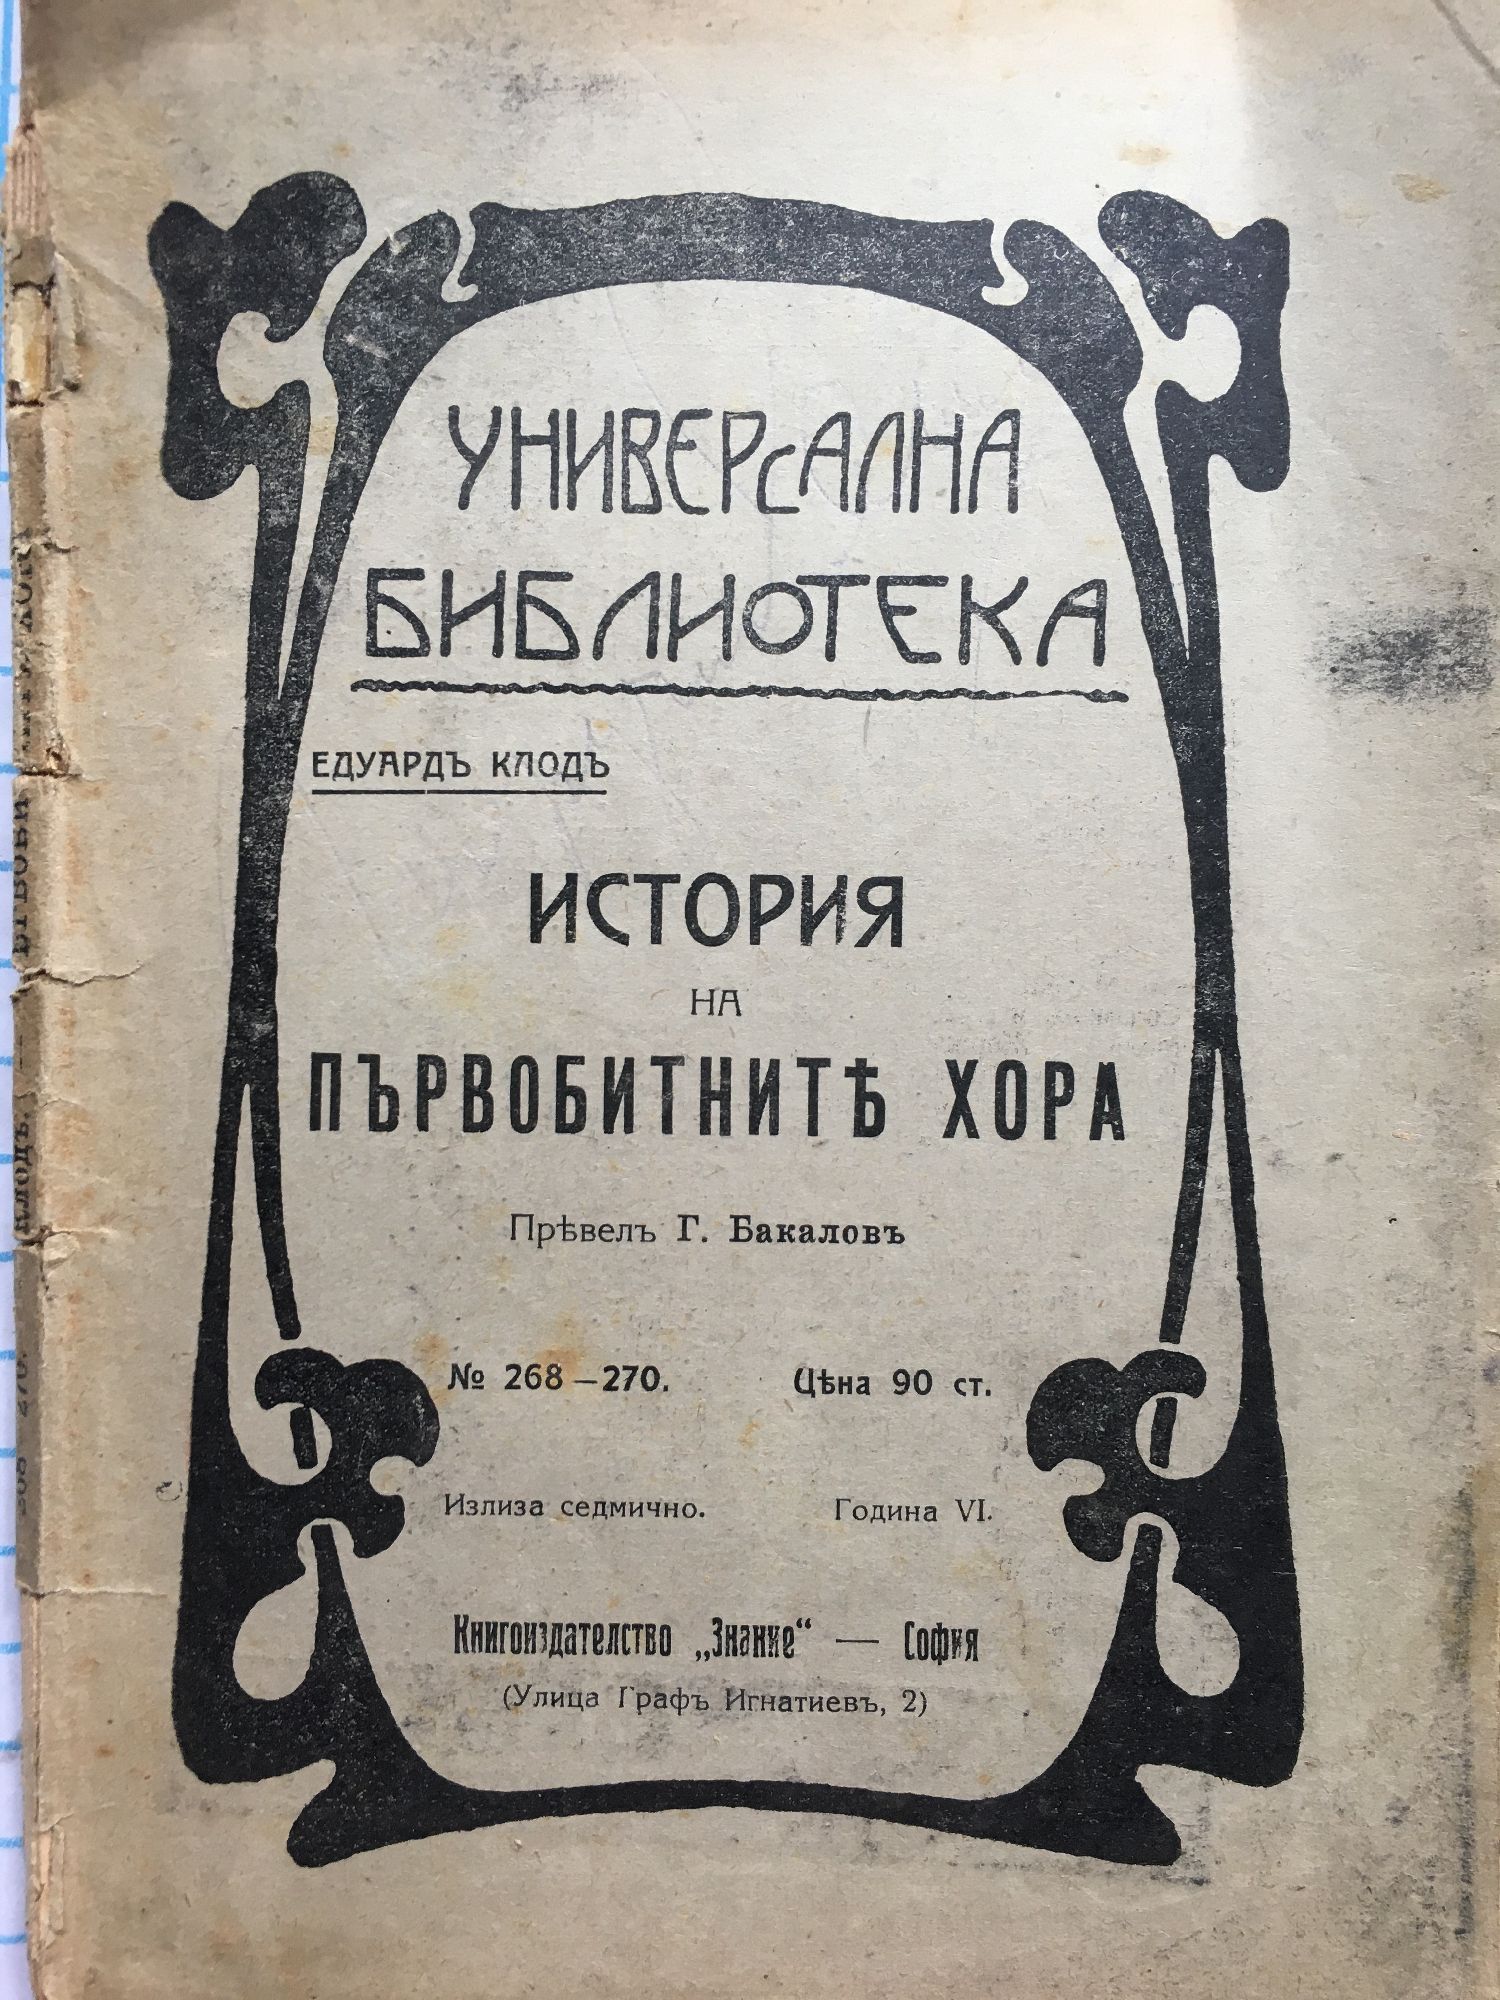 УНИВЕРСАЛНА
БИБЛИОТЕКА
ЕДУАРДЪ КЛОДЪ
ИСТОРИЯ
НА
ПЪРВОБИТНИТѢ ХОРА
Прѣвелъ Г. Бакаловъ
№ 268–270. Цѣна 90 ст.
Излиза седмично. Година VI.
Книгоиздателство „Знание“ — София
(Улица Графъ Игнатиевъ, 2)